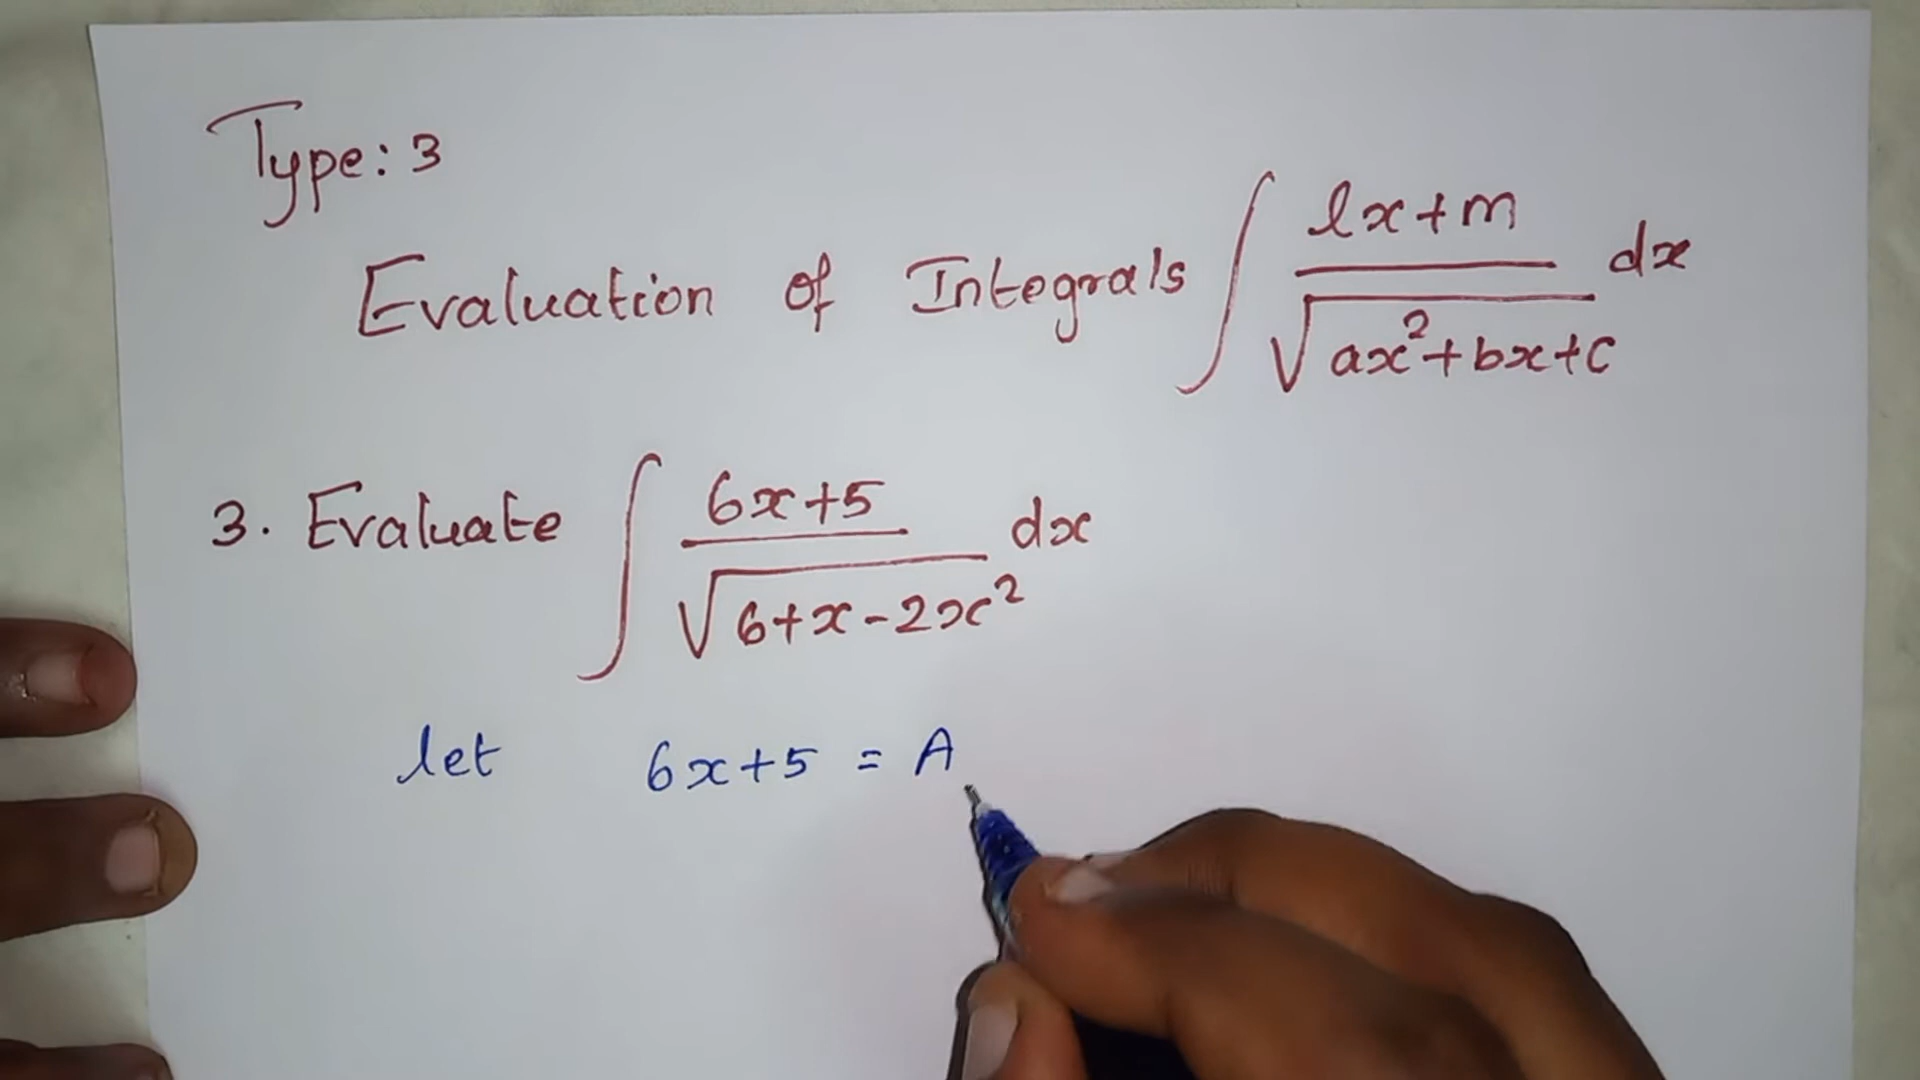 Type: 3
Evaluation of Integrals ∫ (lx+m)/√(ax²+bx+c) dx
3. Evaluate ∫ (6x+5)/√(6+x-2x²) dx
let 6x+5 = A